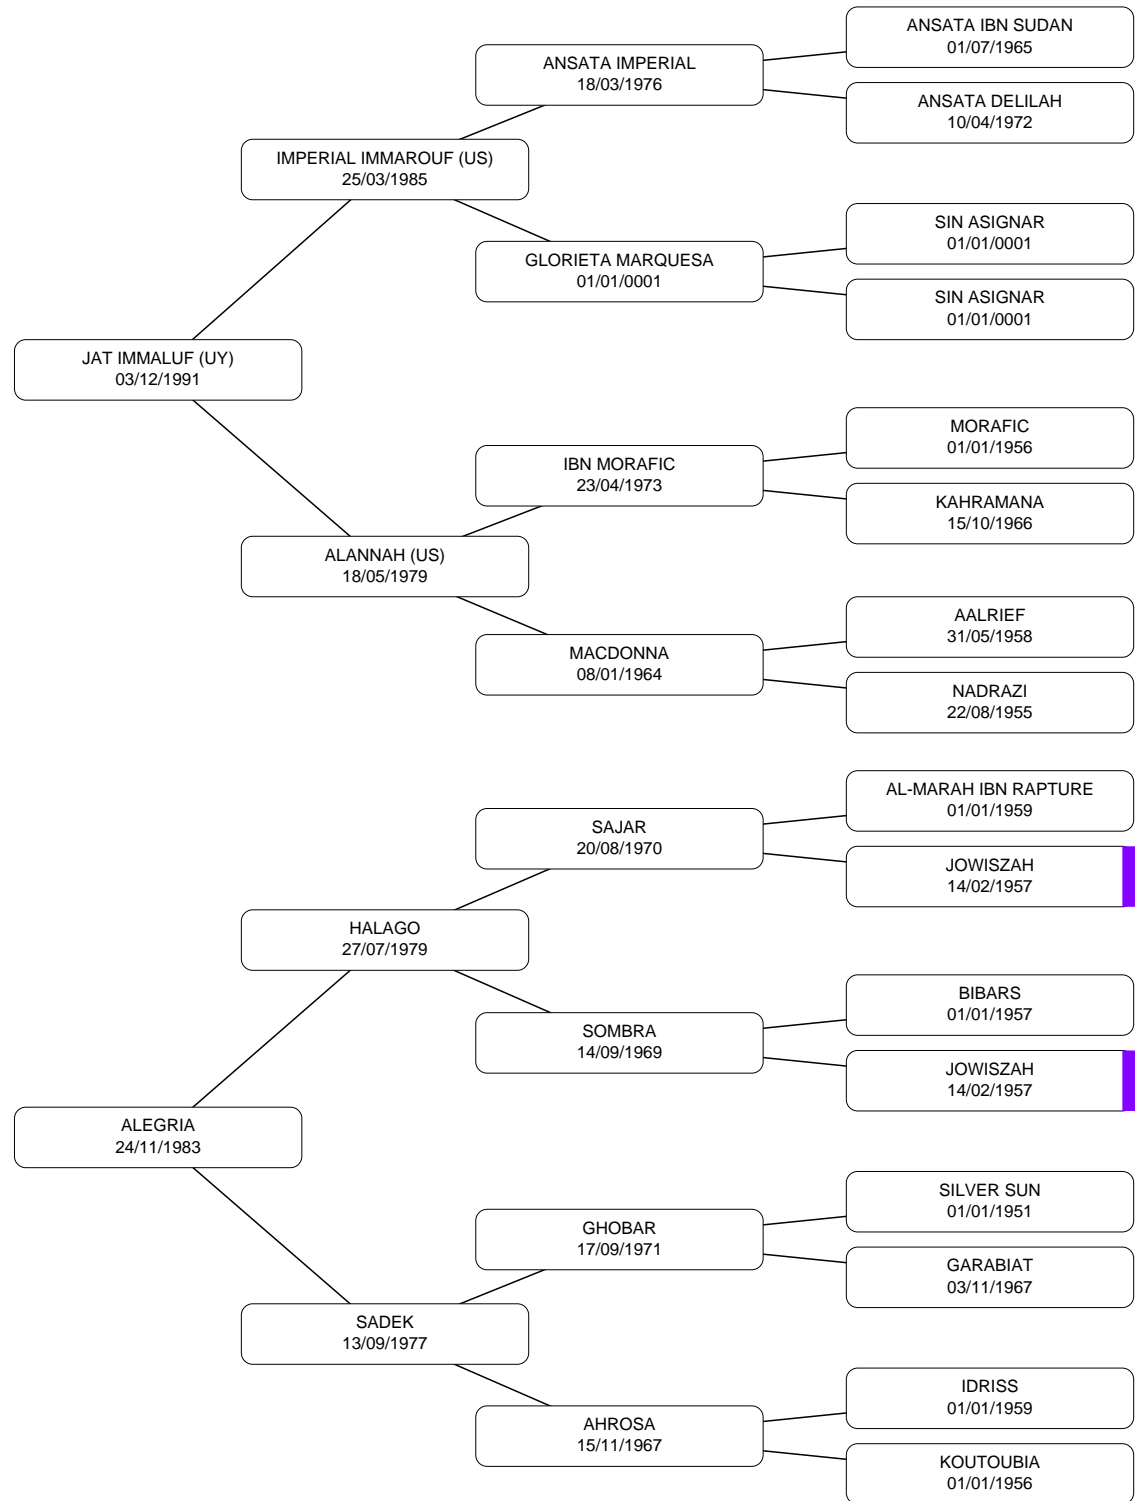 ANSATA IBN SUDAN
01/07/1965
ANSATA IMPERIAL
18/03/1976
ANSATA DELILAH
10/04/1972
IMPERIAL IMMAROUF (US)
25/03/1985
SIN ASIGNAR
01/01/0001
GLORIETA MARQUESA
01/01/0001
SIN ASIGNAR
01/01/0001
JAT IMMALUF (UY)
03/12/1991
MORAFIC
01/01/1956
IBN MORAFIC
23/04/1973
KAHRAMANA
15/10/1966
ALANNAH (US)
18/05/1979
AALRIEF
31/05/1958
MACDONNA
08/01/1964
NADRAZI
22/08/1955
AL-MARAH IBN RAPTURE
01/01/1959
SAJAR
20/08/1970
JOWISZAH
14/02/1957
HALAGO
27/07/1979
BIBARS
01/01/1957
SOMBRA
14/09/1969
JOWISZAH
14/02/1957
ALEGRIA
24/11/1983
SILVER SUN
01/01/1951
GHOBAR
17/09/1971
GARABIAT
03/11/1967
SADEK
13/09/1977
IDRISS
01/01/1959
AHROSA
15/11/1967
KOUTOUBIA
01/01/1956